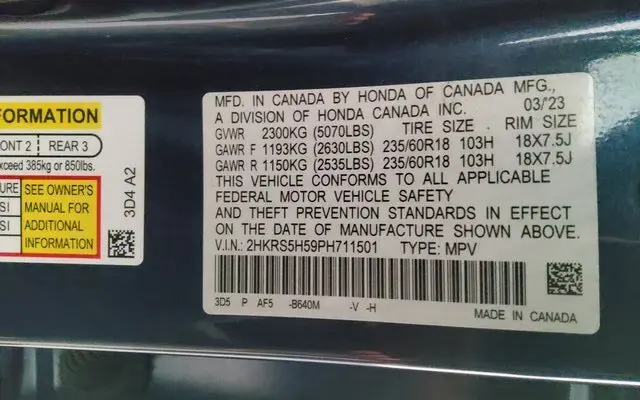 FORMATION
ONT 2 REAR 3
exceed 385kg or 850lbs.
URE SEE OWNER'S
SI MANUAL FOR
SI ADDITIONAL
INFORMATION
3D4 A2
MFD. IN CANADA BY HONDA OF CANADA MFG.,
A DIVISION OF HONDA CANADA INC. 03/'23
GVWR 2300KG (5070LBS) TIRE SIZE RIM SIZE
GAWR F 1193KG (2630LBS) 235/60R18 103H 18X7.5J
GAWR R 1150KG (2535LBS) 235/60R18 103H 18X7.5J
THIS VEHICLE CONFORMS TO ALL APPLICABLE
FEDERAL MOTOR VEHICLE SAFETY
AND THEFT PREVENTION STANDARDS IN EFFECT
ON THE DATE OF MANUFACTURE SHOWN ABOVE.
V.I.N.: 2HKRS5H59PH711501 TYPE: MPV
3D5 P AF5 -B640M -V -H
MADE IN CANADA